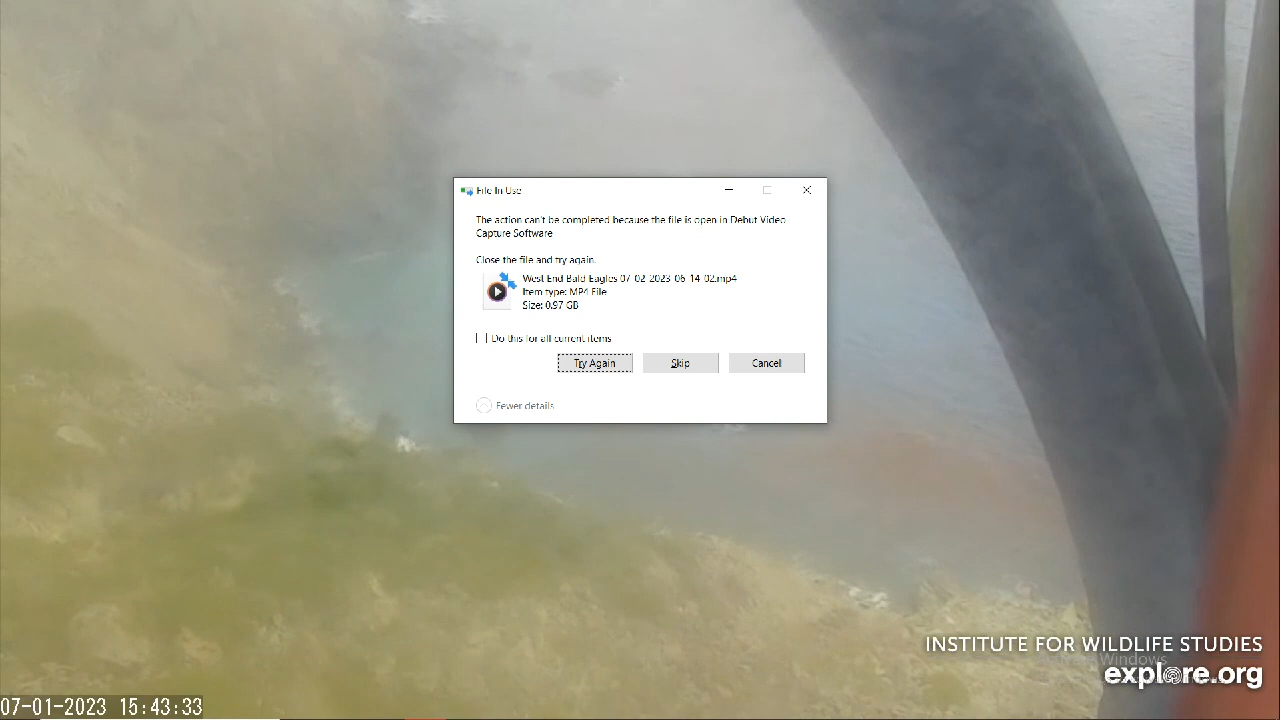 File In Use
The action can't be completed because the file is open in Debut Video
Capture Software
Close the file and try again.
West End Bald Eagles 07-02-2023-06-14-02.mp4
Item type: MP4 File
Size: 0.97 GB
Do this for all current items
Try Again
Skip
Cancel
Fewer details
INSTITUTE FOR WILDLIFE STUDIES
Windows
explore.org
07-01-2023 15:43:33